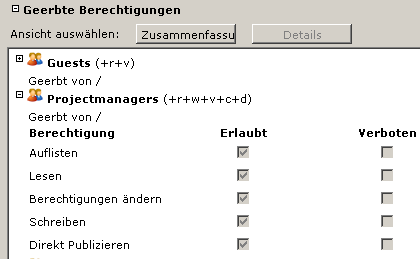 Geerbte Berechtigungen
Ansicht auswählen: Zusammenfassu Details
Guests (+r+v)
Geerbt von /
Projectmanagers (+r+w+v+c+d)
Geerbt von /
Berechtigung Erlaubt Verboten
Auflisten
Lesen
Berechtigungen ändern
Schreiben
Direkt Publizieren